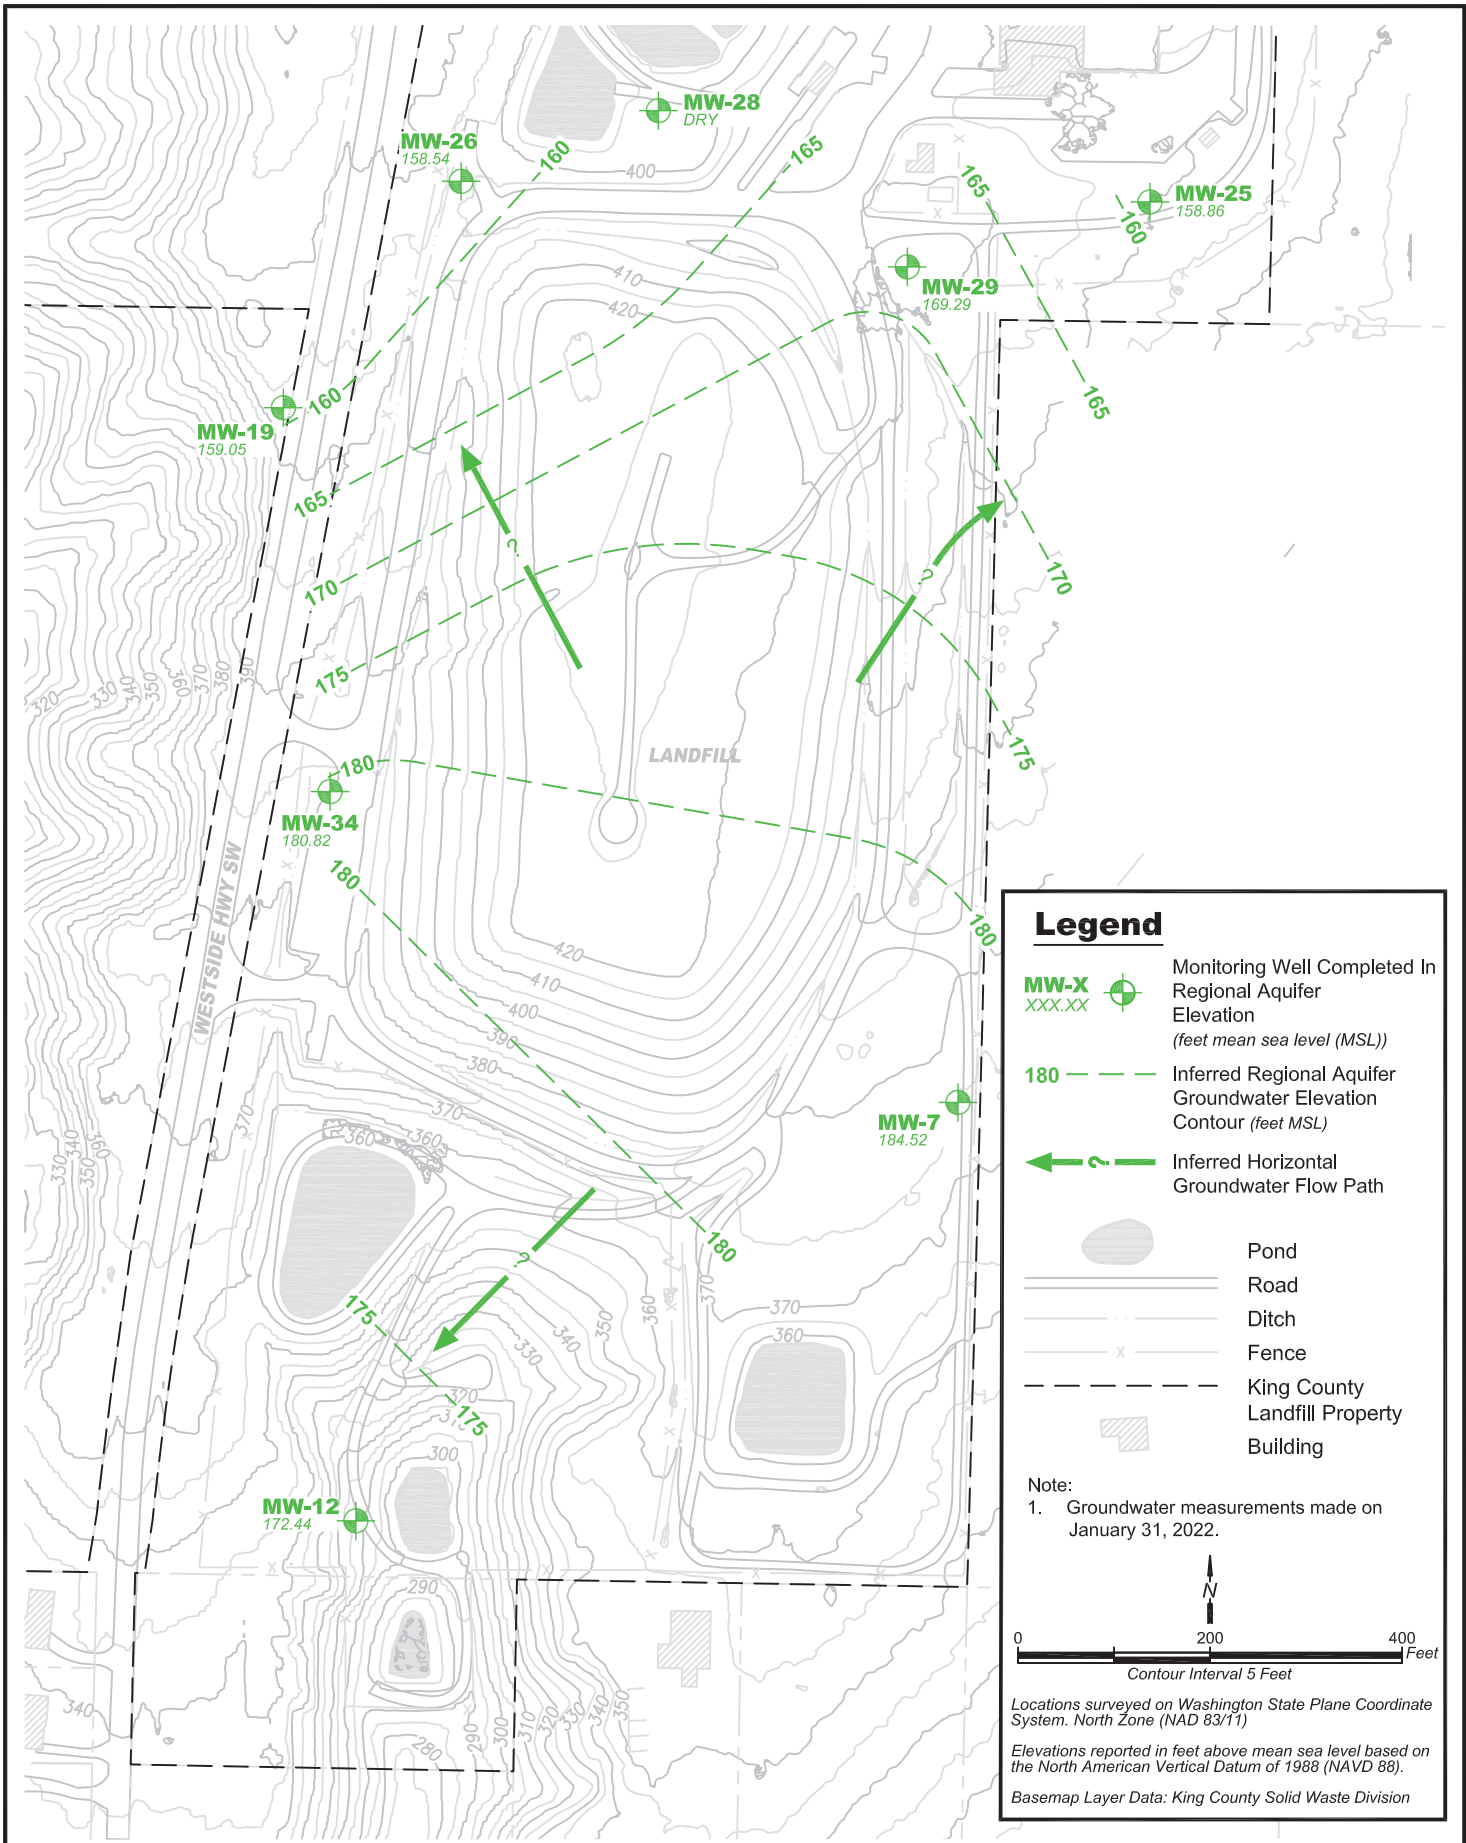 MW-28
DRY
MW-26
158.54
160
165
400
165
MW-25
158.86
160
410
420
MW-29
169.29
160
MW-19
159.05
165
165
170
170
175
175
320
330
340
350
360
370
380
390
LANDFILL
180
MW-34
180.82
180
180
WESTSIDE HWY SW
420
410
400
390
380
370
370
360
360
330
340
350
360
MW-7
184.52
180
175
370
360
350
340
330
320
370
360
175
300
MW-12
172.44
290
340
280
290
300
310
320
330
340
350
Legend
MW-X
XXX.XX
Monitoring Well Completed In
Regional Aquifer
Elevation
(feet mean sea level (MSL))
180
Inferred Regional Aquifer
Groundwater Elevation
Contour (feet MSL)
?
Inferred Horizontal
Groundwater Flow Path
Pond
Road
Ditch
X
Fence
King County
Landfill Property
Building
Note:
1. Groundwater measurements made on
January 31, 2022.
N
0 200 400
Feet
Contour Interval 5 Feet
Locations surveyed on Washington State Plane Coordinate
System. North Zone (NAD 83/11)
Elevations reported in feet above mean sea level based on
the North American Vertical Datum of 1988 (NAVD 88).
Basemap Layer Data: King County Solid Waste Division